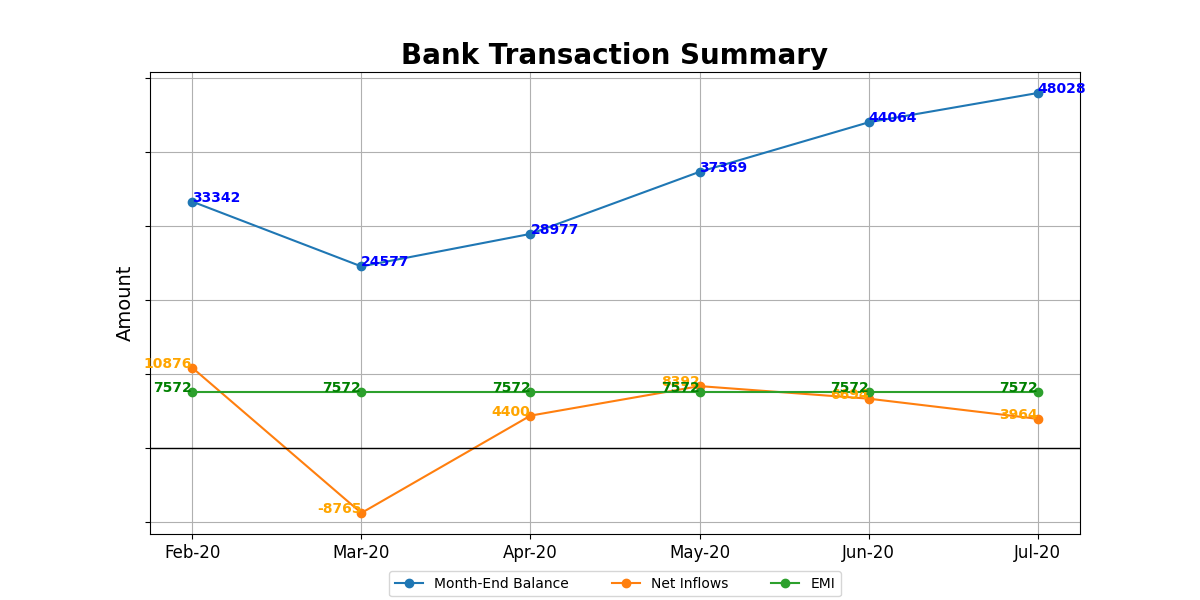 Bank Transaction Summary
Amount
48028
44064
37369
33342
28977
24577
10876
8392
7572 7572 7572 7572 7572 7572
4400
3964
-8765
Feb-20 Mar-20 Apr-20 May-20 Jun-20 Jul-20
Month-End Balance Net Inflows EMI